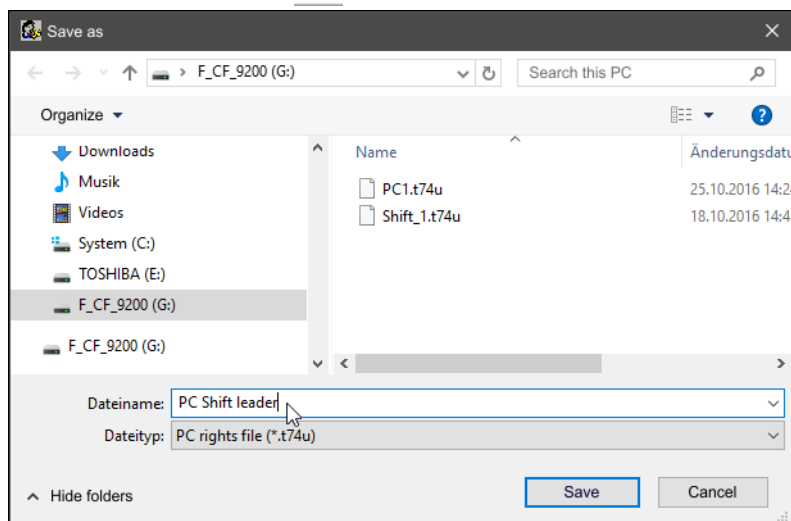 Save as
F_CF_9200 (G:)
Search this PC
Organize
Downloads
Musik
Videos
System (C:)
TOSHIBA (E:)
F_CF_9200 (G:)
F_CF_9200 (G:)
Name Änderungsdatu
PC1.t74u 25.10.2016 14:2
Shift_1.t74u 18.10.2016 14:4
Dateiname: PC Shift leader
Dateityp: PC rights file (*.t74u)
Hide folders
Save
Cancel